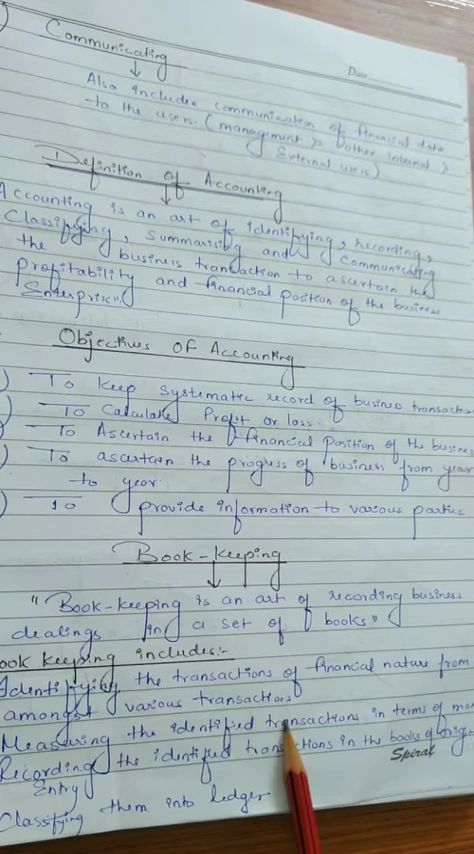 Communicating
Date
Also includes communication of financial data
to the users. (management, other internal,
External users)
Definition of Accounting
Accounting is an art of identifying, recording,
Classifying, summarising and communicating
the business transaction to ascertain the
profitability and financial position of the business
Enterprise"
Objectives OF Accounting
To keep systematic record of business transaction
To Calculate Profit or loss.
To Ascertain the financial position of the busines
To ascertain the progress of business from year
to year.
To provide information to various parties
Book-keeping
"Book-keeping is an art of recording business
dealings in a set of books"
ook keeping includes:-
Identifying the transactions of financial nature from
amongst various transactions
Measuring the identified transactions in terms of mon
Recording the identified transactions in the books of orig
Entry
Spiral
Classifying them into ledger